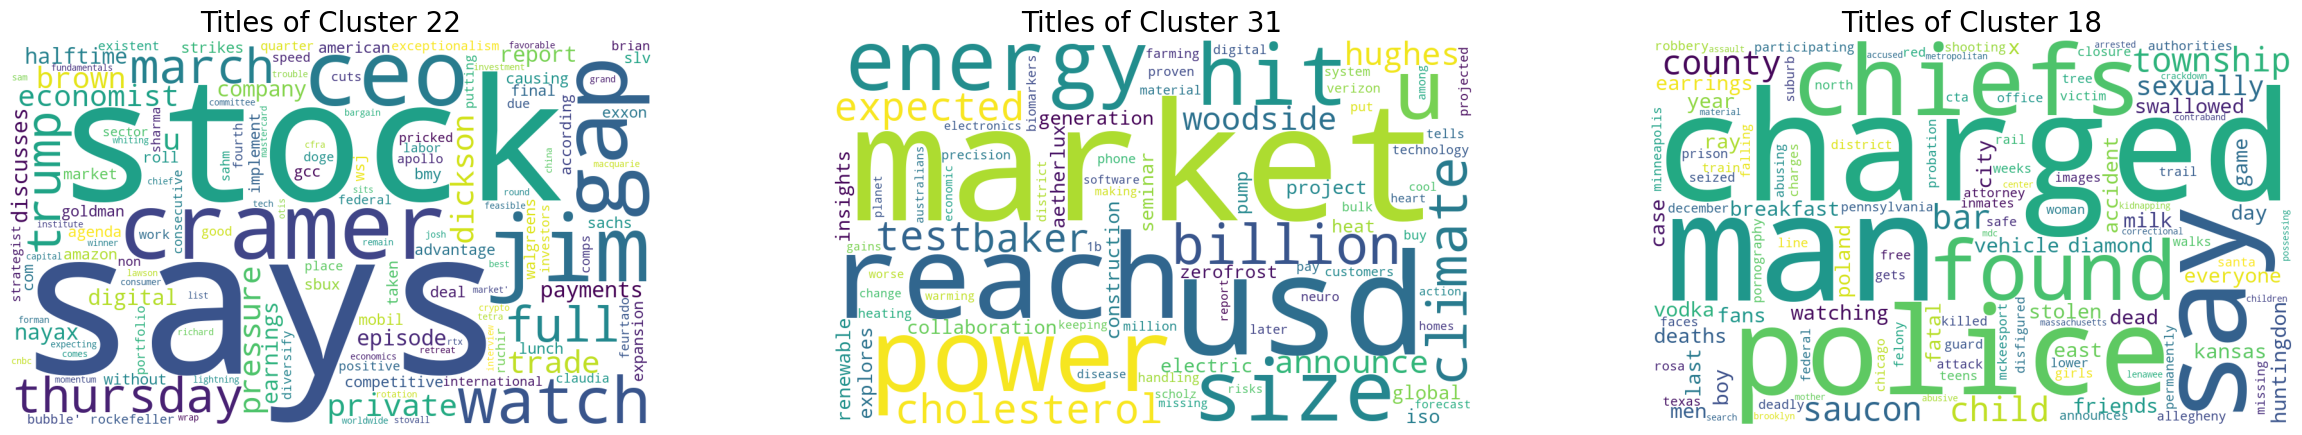 Titles of Cluster 22
existent strikes quarter american exceptionalism favorable brian
halftime speed cuts report slv
fundamentals march ceo investment
sam brown company trouble putting causing grand
economist committee bargain final due
stock gap
discusses trump sector whiting sharma u fourth sahm implement mastercard cfra wsj pricked labor doge apollo gcc bmy dickson china according exxon macquarie
market roll chief tech sits federal round feasible
goldman consecutive otis
strategist institute agenda work good cramer remain josh advantage investors sachs
winner capital amazon non place best walgreens comps jim
com says lawson consumer sbux taken deal market' payments
digital list portfolio mobil crypto tetra
forman nayax richard pressure earnings diversify episode ruchir interview full feurtado expansion
cnbc expecting comes economics rtx retreat trade lunch
momentum without lightning positive competitive international claudia
thursday rotation private watch
bubble' rockefeller wrap worldwide stovall
Titles of Cluster 31
energy hit farming digital hughes projected
proven system among u
expected biomarkers material verizon put
electronics generation woodside
market tells
insights precision aetherlux phone seminar technology
planet australians economic district software making pump project cool climate
bulk heart
gains test baker 1b construction heat buy
worse reach billion
change zerofrost pay customers action
warming usd report neuro
heating collaboration keeping million later homes
renewable explores power electric announce
disease handling size risks global
cholesterol scholz missing iso forecast
Titles of Cluster 18
robbery assault participating accused red metropolitan shooting x closure arrested authorities
county suburb chiefs township
earrings north tree crackdown sexually
minneapolis year cta office victim swallowed
material charged contraband
ray falling abusing charges district probation rail city accident game
prison train weeks images trail
seized attorney center
case december breakfast pennsylvania inmates woman kidnapping milk day possessing
man bar safe correctional
pornography line poland free mdc vehicle diamond walks
gets found santa everyone
say children
vodka fans watching stolen dead
faces police massachusetts
deaths killed disfigured
federal felony fatal guard east kansas missing huntingdon
rosa last boy attack mckeesport lower permanently lenawee
texas chicago teens girls
men deadly mother abusive child friends
search brooklyn saucon announces allegheny